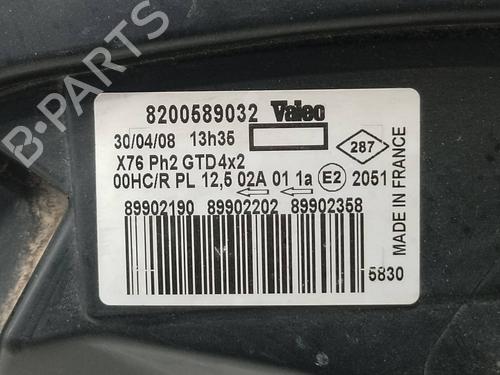 B-PARTS
8200589032 Valeo
30/04/08 13h35
287
X76 Ph2 GTD4x2
00HC/R PL 12,5 02A 01 1a E2 2051
89902190 89902202 89902358
5830
MADE IN FRANCE